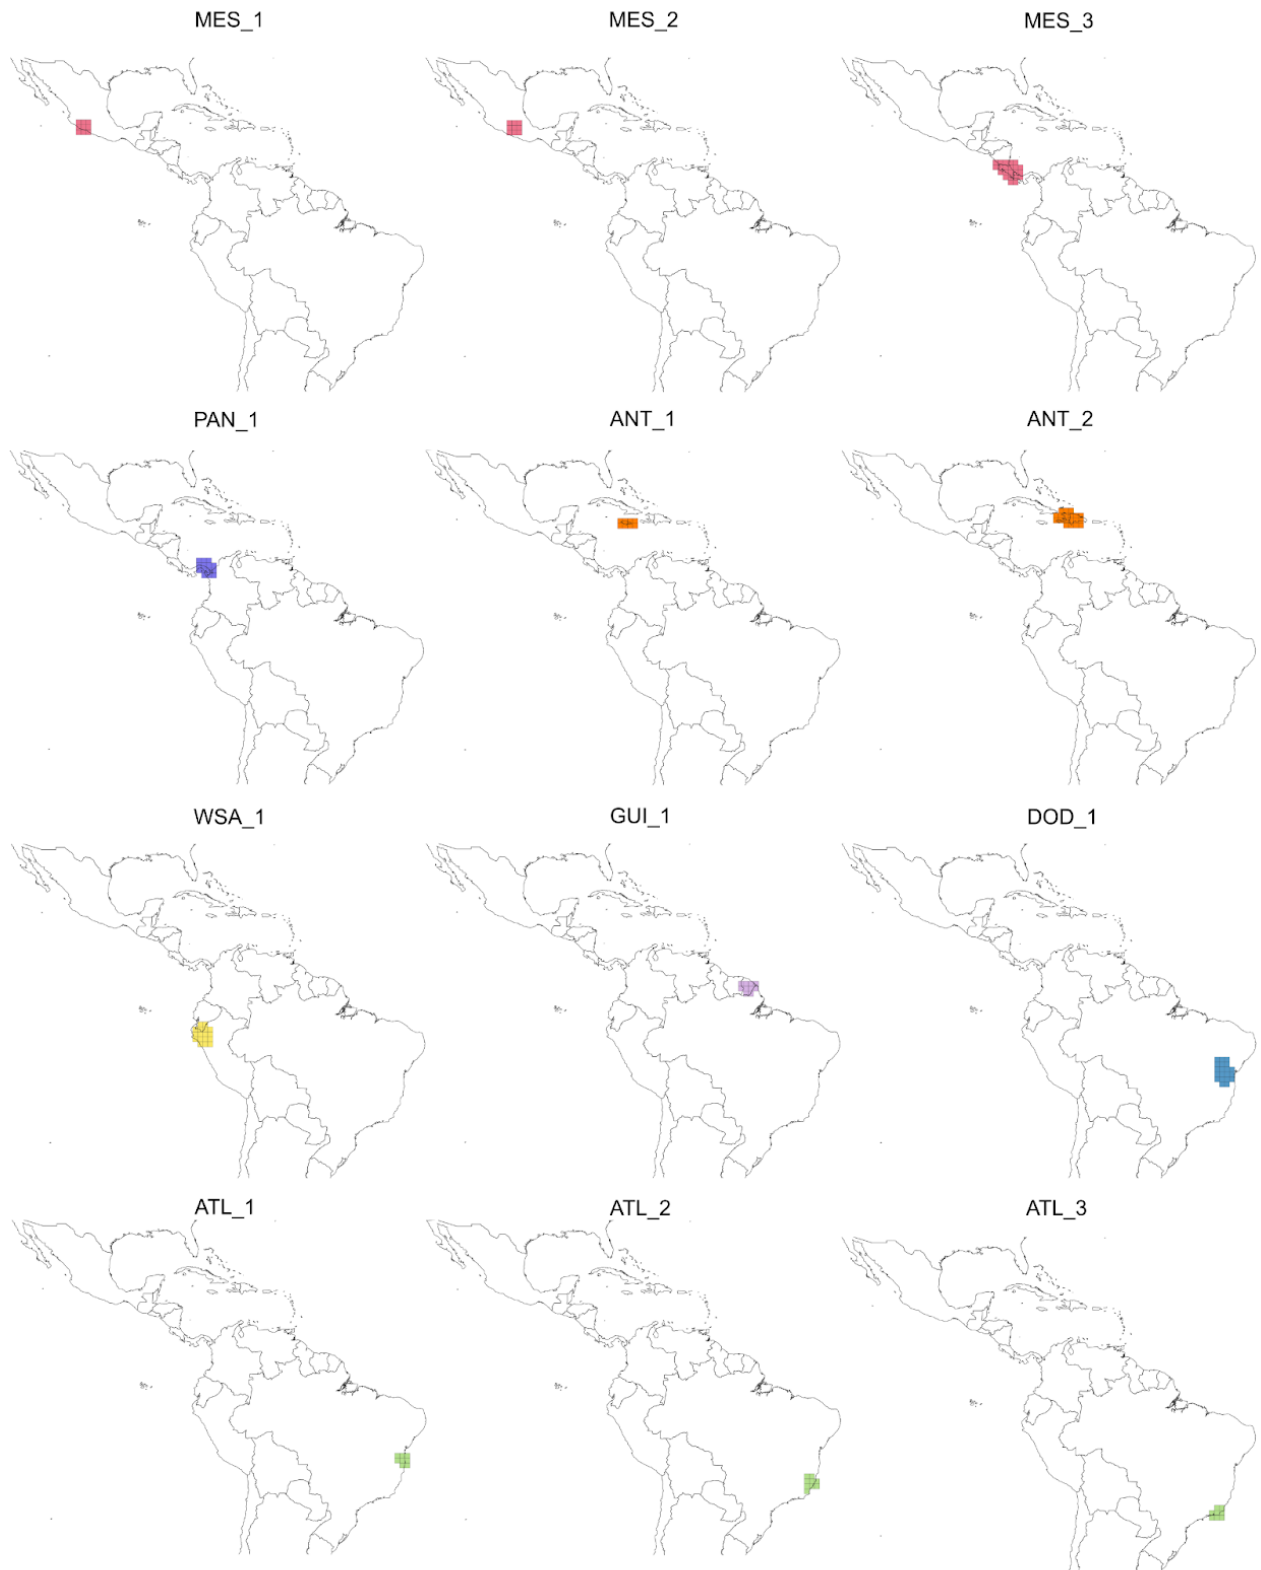 MES_1 MES_2 MES_3
PAN_1 ANT_1 ANT_2
WSA_1 GUI_1 DOD_1
ATL_1 ATL_2 ATL_3